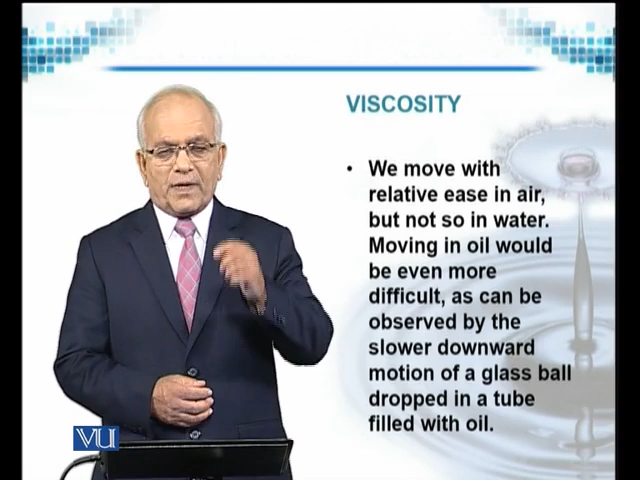 VISCOSITY
• We move with
relative ease in air,
but not so in water.
Moving in oil would
be even more
difficult, as can be
observed by the
slower downward
motion of a glass ball
dropped in a tube
filled with oil.
VU